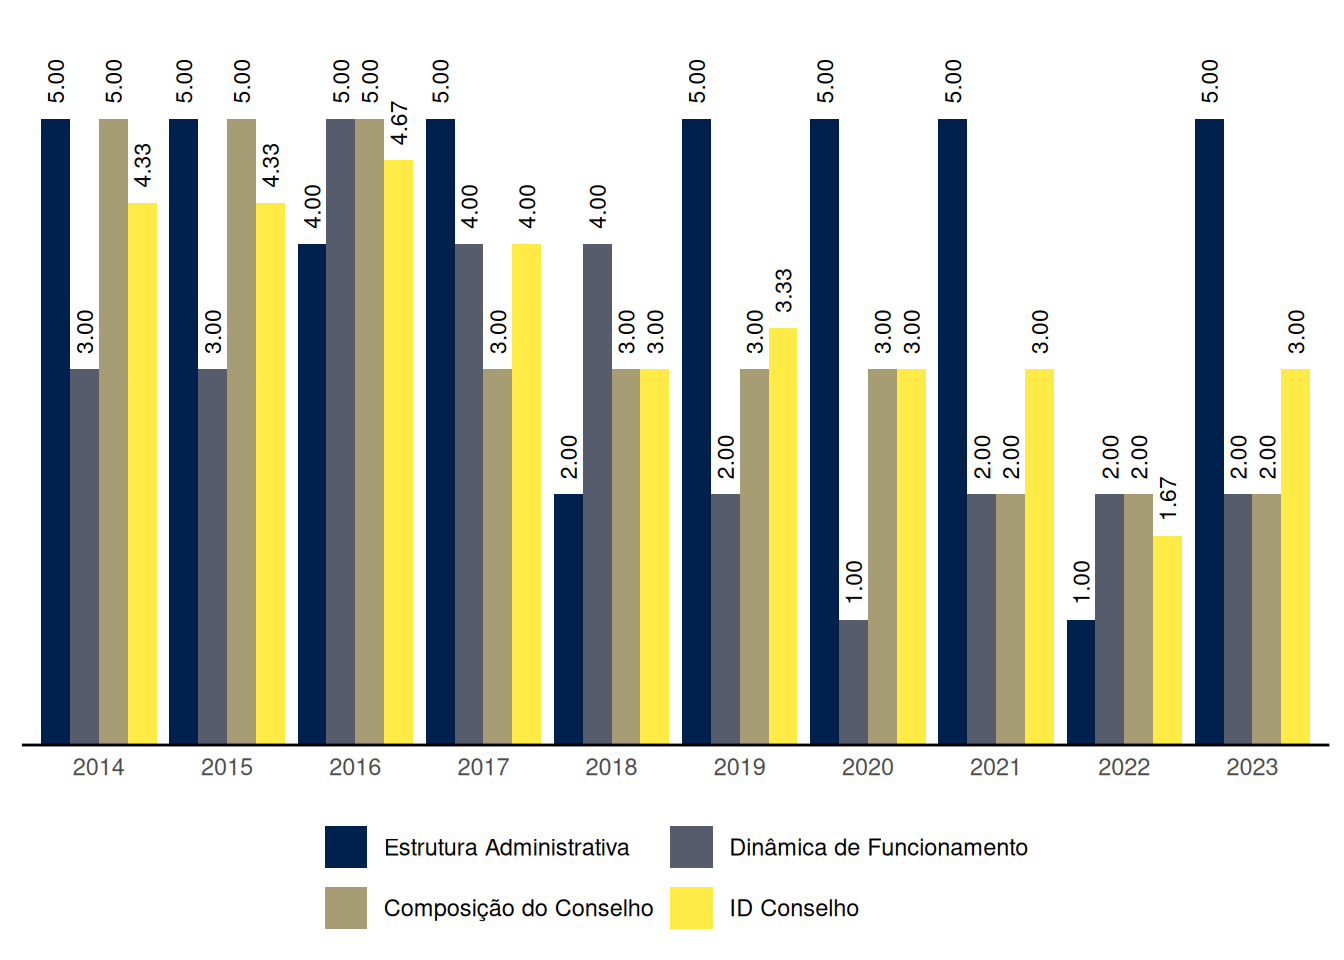 5.00 3.00 5.00 4.33 5.00 3.00 5.00 4.33 4.00 5.00 5.00 4.67 5.00 4.00 3.00 4.00 2.00 4.00 3.00 3.00 5.00 2.00 3.00 3.33 5.00 1.00 3.00 3.00 5.00 2.00 2.00 3.00 1.00 2.00 2.00 1.67 5.00 2.00 2.00 3.00
2014 2015 2016 2017 2018 2019 2020 2021 2022 2023
Estrutura Administrativa Dinâmica de Funcionamento
Composição do Conselho ID Conselho